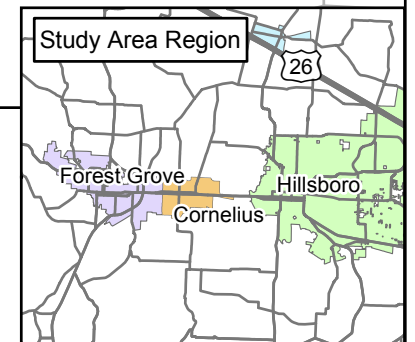 Study Area Region
26
Forest Grove
Hillsboro
Cornelius